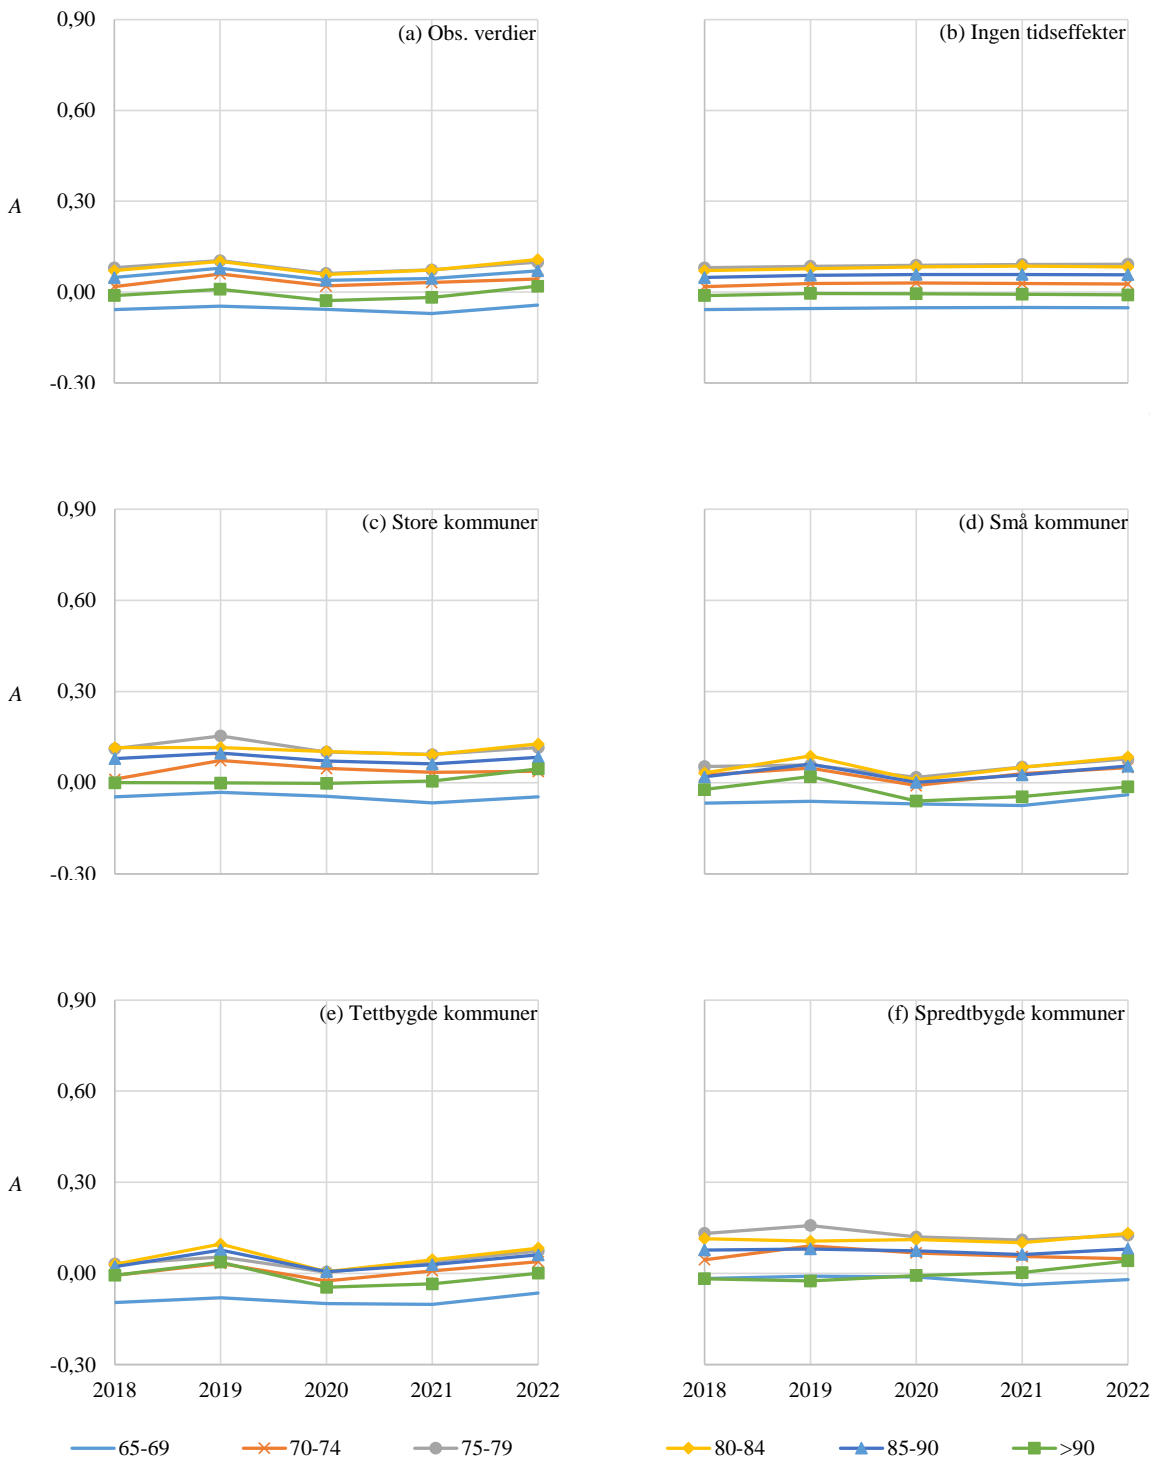 (a) Obs. verdier
(b) Ingen tidseffekter
0,90
0,60
0,30
A
0,00
-0.30
(c) Store kommuner
(d) Små kommuner
0,90
0,60
0,30
A
0,00
-0.30
(e) Tettbygde kommuner
(f) Spredtbygde kommuner
0,90
0,60
0,30
A
0,00
-0,30
2018 2019 2020 2021 2022 2018 2019 2020 2021 2022
65-69 70-74 75-79 80-84 85-90 >90